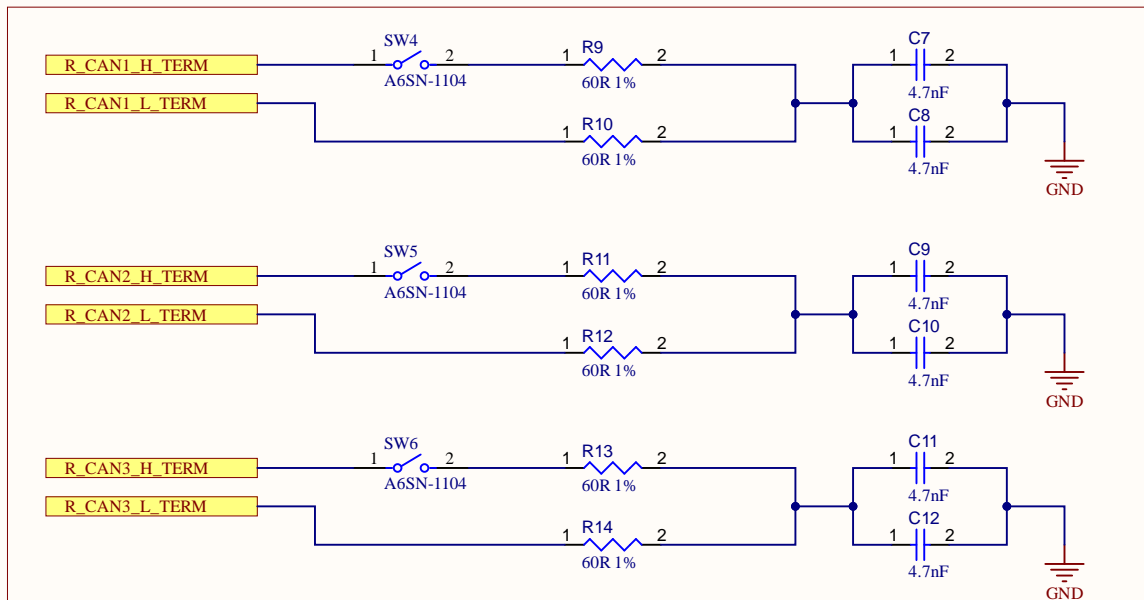 SW4
R_CAN1_H_TERM 1 2 A6SN-1104
1 R9 2
60R 1%
C7
1 2
4.7nF
R_CAN1_L_TERM
1 R10 2
60R 1%
C8
1 2
4.7nF
GND
SW5
R_CAN2_H_TERM 1 2 A6SN-1104
1 R11 2
60R 1%
C9
1 2
4.7nF
R_CAN2_L_TERM
1 R12 2
60R 1%
C10
1 2
4.7nF
GND
SW6
R_CAN3_H_TERM 1 2 A6SN-1104
1 R13 2
60R 1%
C11
1 2
4.7nF
R_CAN3_L_TERM
1 R14 2
60R 1%
C12
1 2
4.7nF
GND